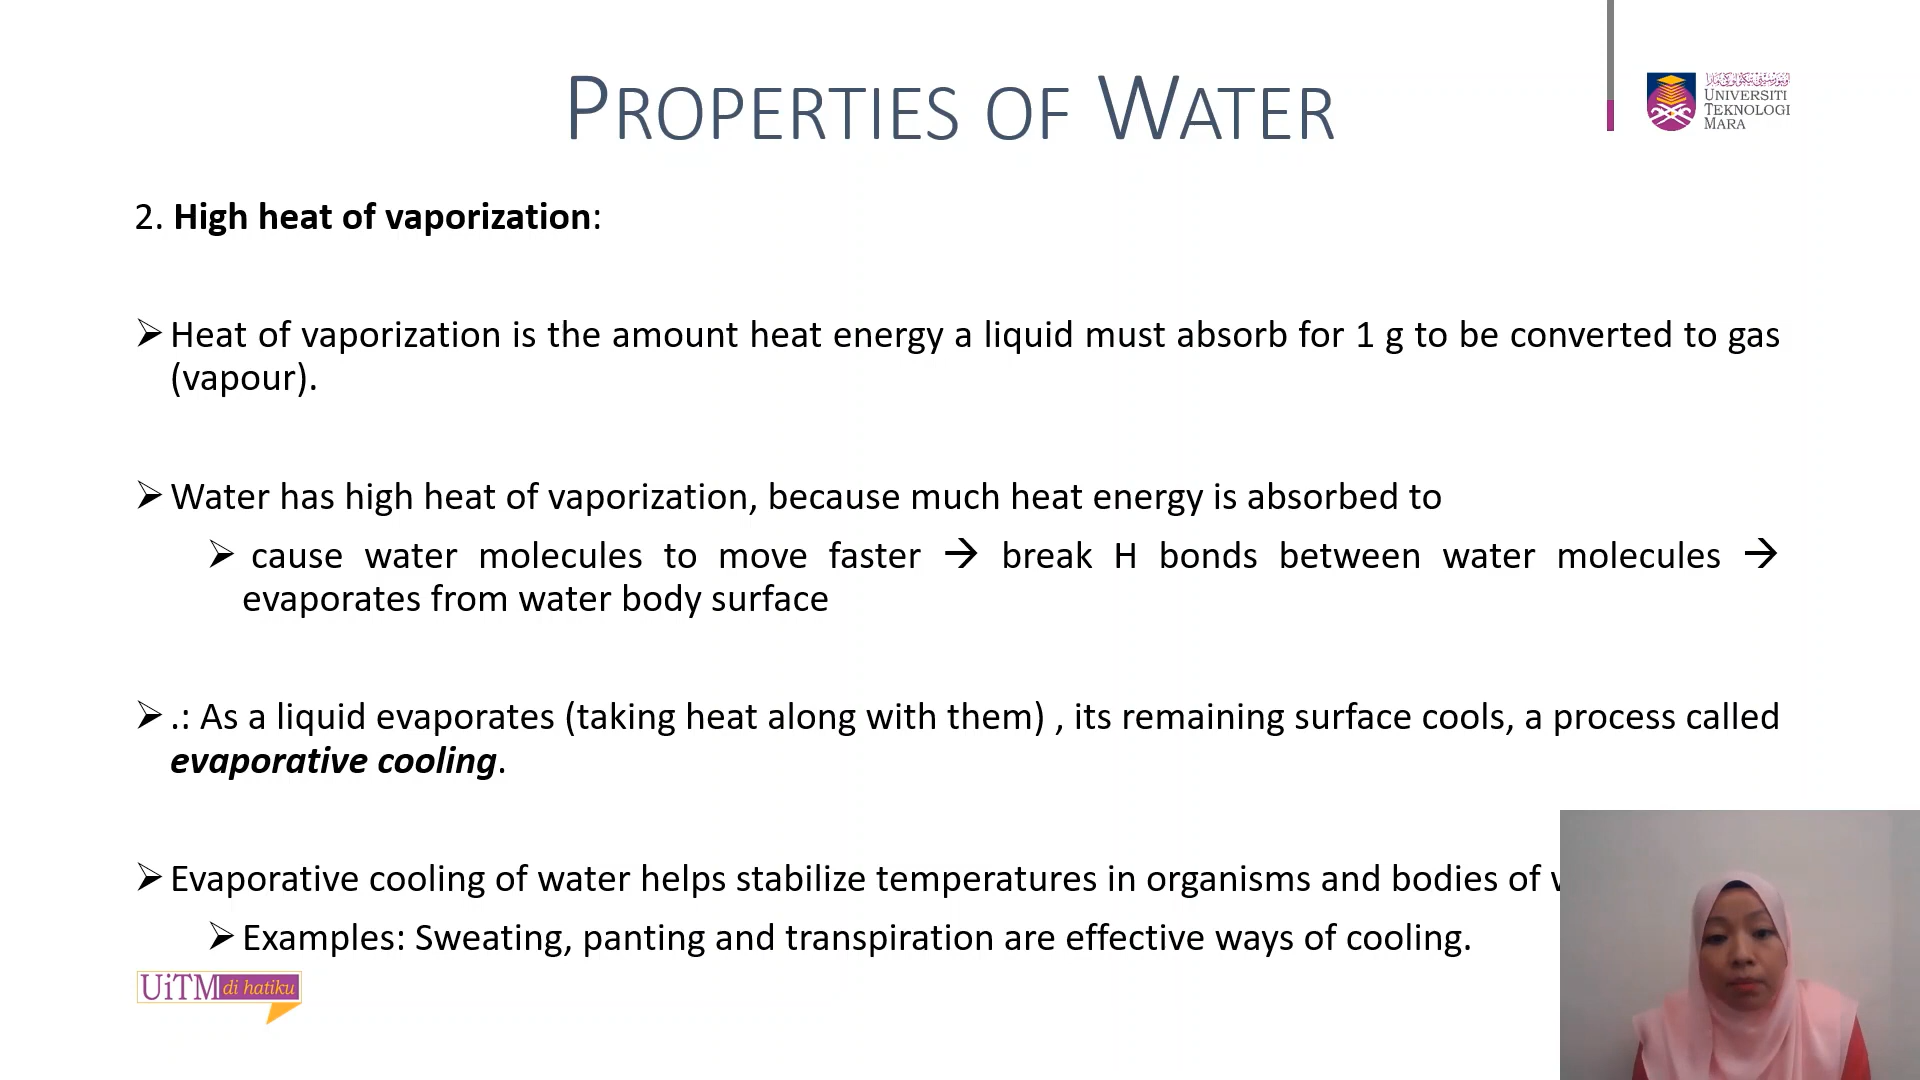 PROPERTIES OF WATER
UNIVERSITI
TEKNOLOGI
MARA
2. High heat of vaporization:
➢ Heat of vaporization is the amount heat energy a liquid must absorb for 1 g to be converted to gas
(vapour).
➢ Water has high heat of vaporization, because much heat energy is absorbed to
➢ cause water molecules to move faster → break H bonds between water molecules →
evaporates from water body surface
➢ .: As a liquid evaporates (taking heat along with them) , its remaining surface cools, a process called
evaporative cooling.
➢ Evaporative cooling of water helps stabilize temperatures in organisms and bodies of
➢ Examples: Sweating, panting and transpiration are effective ways of cooling.
UiTM di hatiku